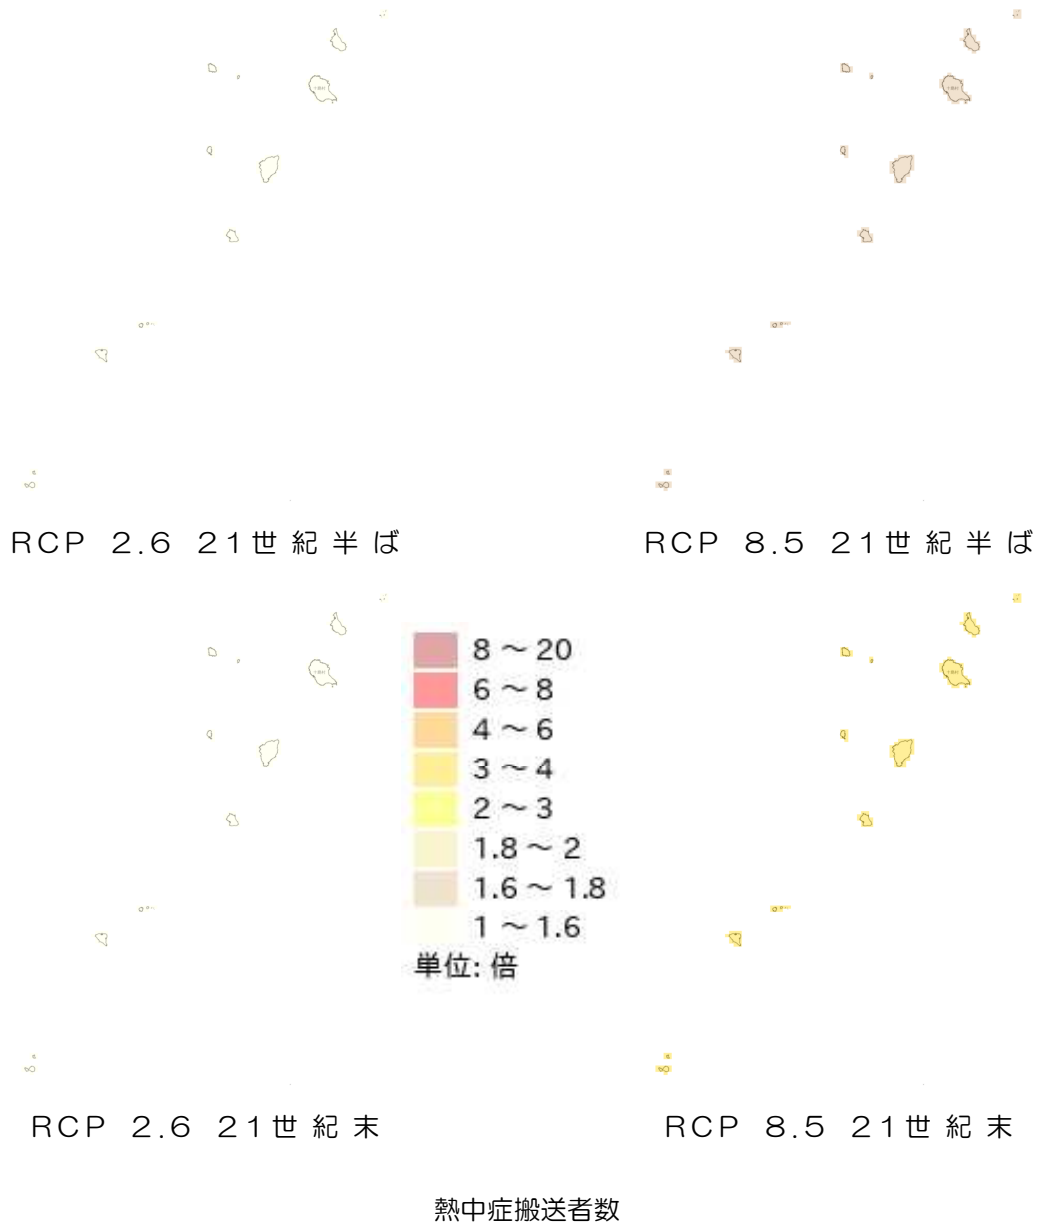 RCP 2.6 21世紀半ば
RCP 8.5 21世紀半ば
8 ～ 20
6 ～ 8
4 ～ 6
3 ～ 4
2 ～ 3
1.8 ～ 2
1.6 ～ 1.8
1 ～ 1.6
単位: 倍
RCP 2.6 21世紀末
RCP 8.5 21世紀末
熱中症搬送者数